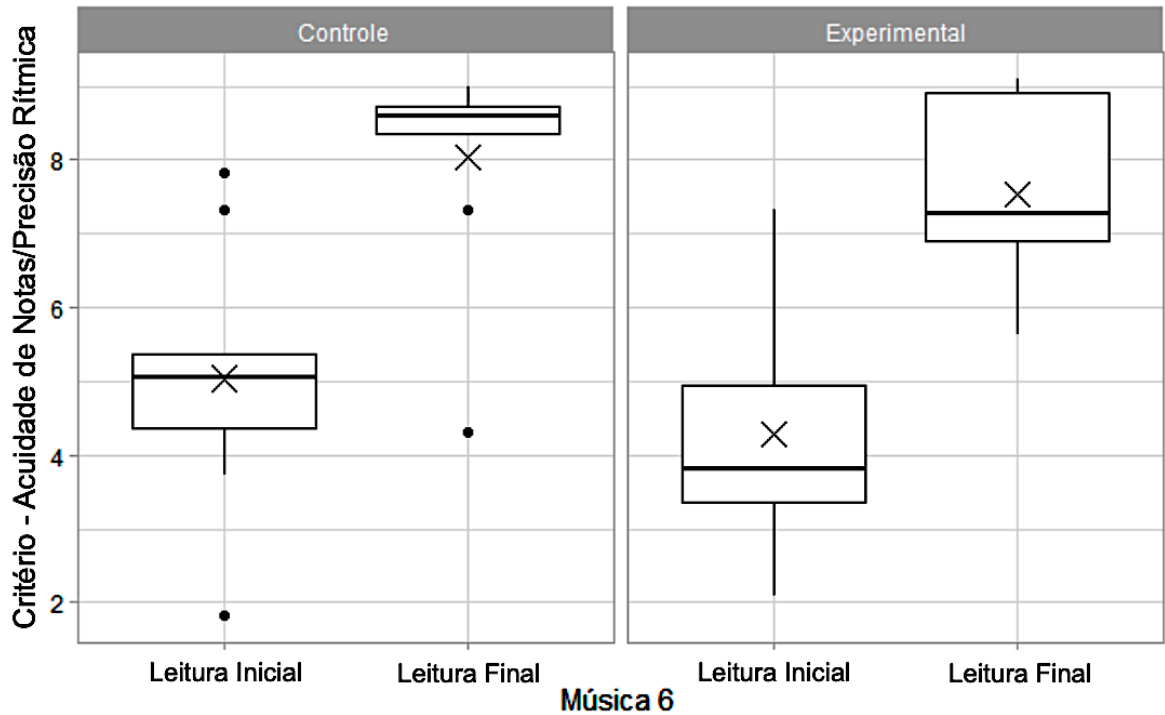 Controle
Experimental
Critério - Acuidade de Notas/Precisão Rítmica
8
6
4
2
Leitura Inicial
Leitura Final
Leitura Inicial
Leitura Final
Música 6